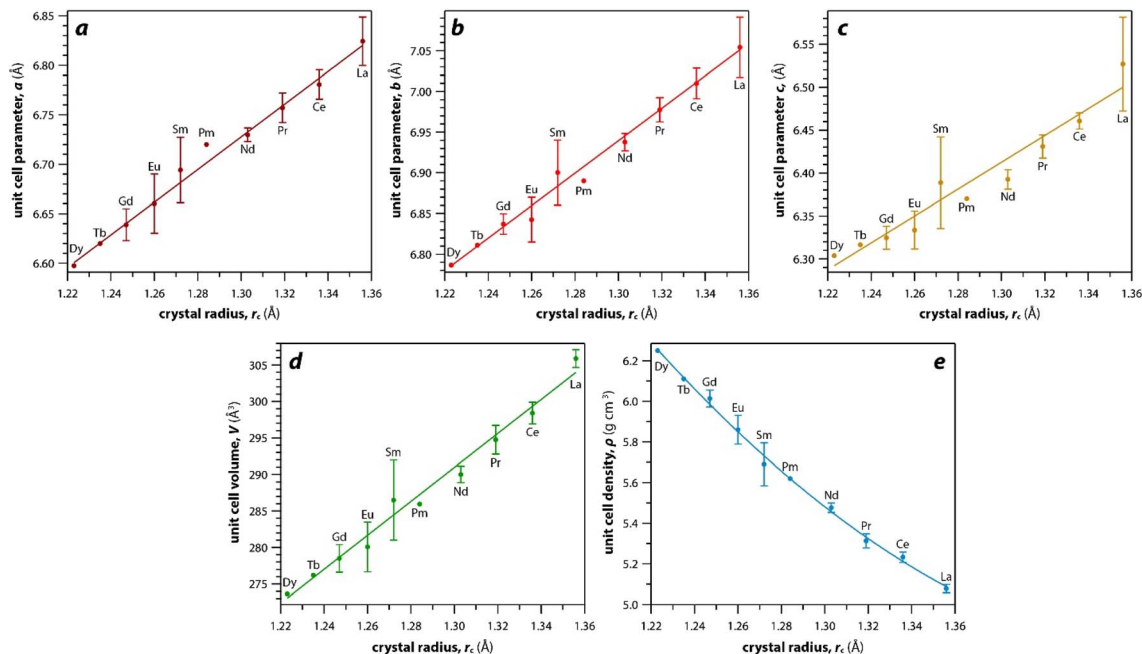 a
6.85
6.80
6.75
6.70
6.65
6.60
unit cell parameter, a (Å)
Dy
Tb
Gd
Eu
Sm
Pm
Nd
Pr
Ce
La
1.22 1.24 1.26 1.28 1.30 1.32 1.34 1.36
crystal radius, rc (Å)
b
7.05
7.00
6.95
6.90
6.85
6.80
unit cell parameter, b (Å)
Dy
Tb
Gd
Eu
Sm
Pm
Nd
Pr
Ce
La
1.22 1.24 1.26 1.28 1.30 1.32 1.34 1.36
crystal radius, rc (Å)
c
6.55
6.50
6.45
6.40
6.35
6.30
unit cell parameter c, (Å)
Dy
Tb
Gd
Eu
Sm
Pm
Nd
Pr
Ce
La
1.22 1.24 1.26 1.28 1.30 1.32 1.34 1.36
crystal radius, rc (Å)
d
305
300
295
290
285
280
275
unit cell volume, V (Å³)
Dy
Tb
Gd
Eu
Sm
Pm
Nd
Pr
Ce
La
1.22 1.24 1.26 1.28 1.30 1.32 1.34 1.36
crystal radius, rc (Å)
e
6.2
6.0
5.8
5.6
5.4
5.2
5.0
unit cell density, ρ (g cm³)
Dy
Tb
Gd
Eu
Sm
Pm
Nd
Pr
Ce
La
1.22 1.24 1.26 1.28 1.30 1.32 1.34 1.36
crystal radius, rc (Å)